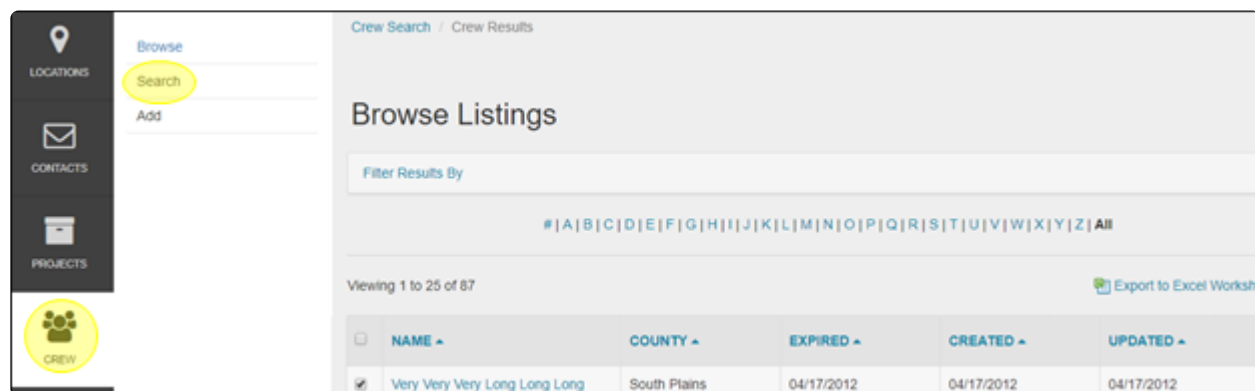 LOCATIONS
CONTACTS
PROJECTS
CREW
Browse
Search
Add
Crew Search / Crew Results
Browse Listings
Filter Results By
# | A | B | C | D | E | F | G | H | I | J | K | L | M | N | O | P | Q | R | S | T | U | V | W | X | Y | Z | All
Viewing 1 to 25 of 87
Export to Excel Worksh
NAME COUNTY EXPIRED CREATED UPDATED
Very Very Very Long Long Long South Plains 04/17/2012 04/17/2012 04/17/2012